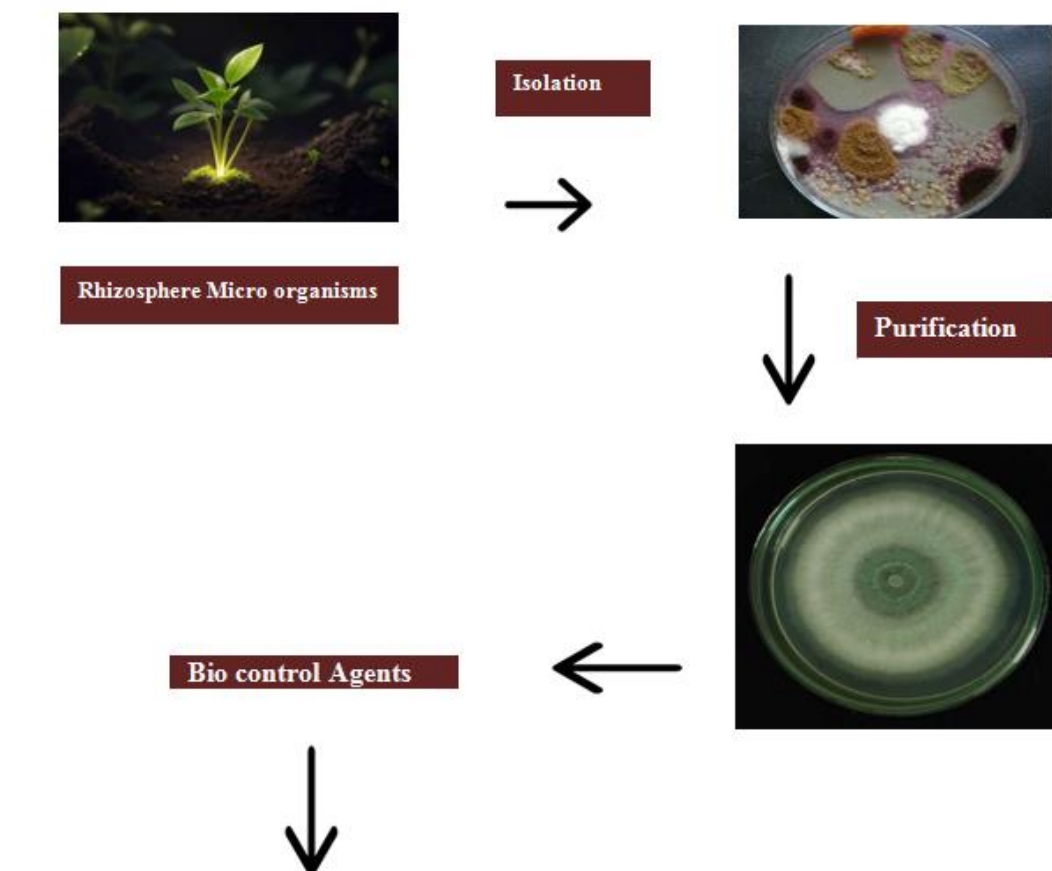 Isolation
Rhizosphere Micro organisms
Purification
Bio control Agents